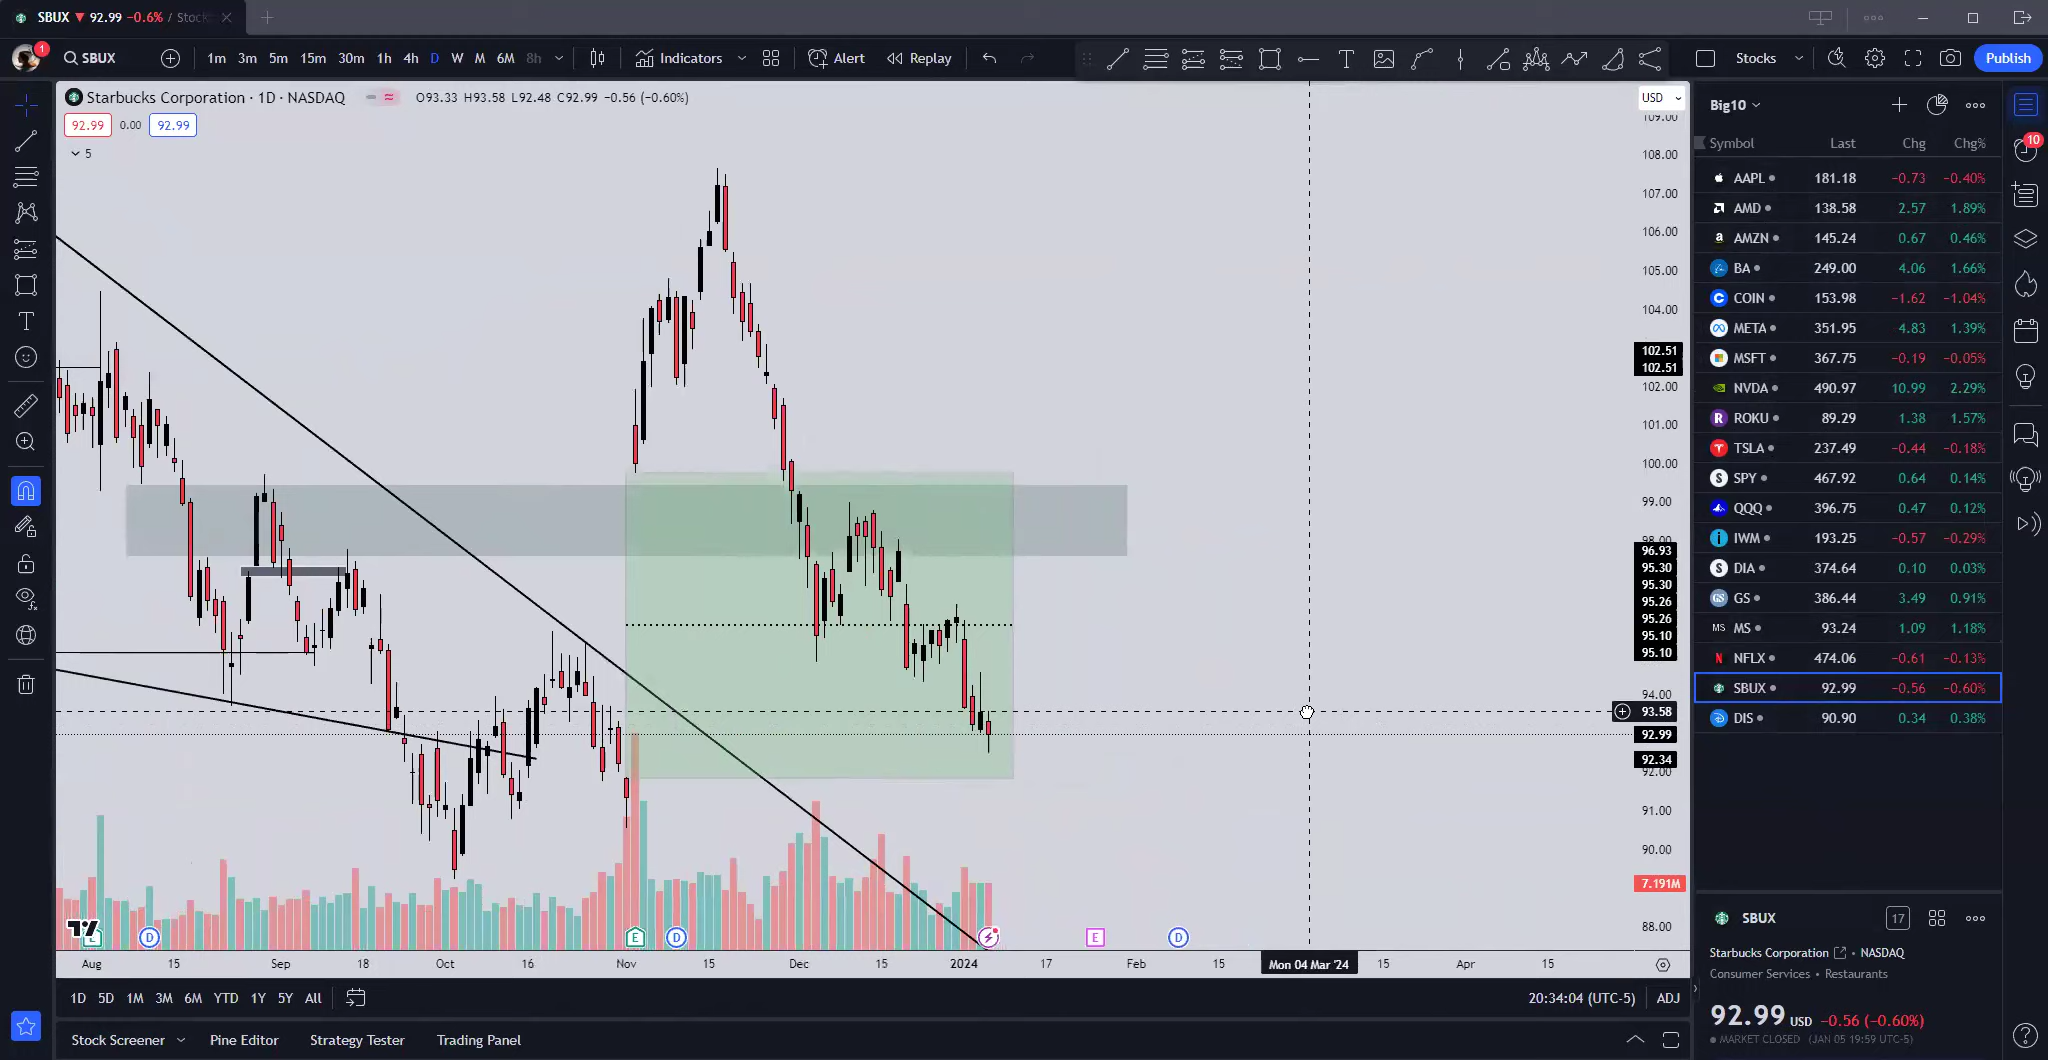 SBUX ▼ 92.99 −0.6% / Stock
1
SBUX
1m 3m 5m 15m 30m 1h 4h D W M 6M 8h
Indicators
Alert
Replay
Stocks
Publish
Starbucks Corporation · 1D · NASDAQ
O93.33 H93.58 L92.48 C92.99 −0.56 (−0.60%)
92.99 0.00 92.99
5
USD
109.00
108.00
107.00
106.00
105.00
104.00
102.51
102.51
102.00
101.00
100.00
99.00
98.00
96.93
95.30
95.30
95.26
95.26
95.10
95.10
94.00
93.58
92.99
92.34
92.00
91.00
90.00
7.191M
88.00
E D E D E D
Aug 15 Sep 18 Oct 16 Nov 15 Dec 15 2024 17 Feb 15 Mon 04 Mar '24 15 Apr 15
1D 5D 1M 3M 6M YTD 1Y 5Y All
20:34:04 (UTC-5) ADJ
Stock Screener Pine Editor Strategy Tester Trading Panel
Big10
Symbol Last Chg Chg%
AAPL 181.18 −0.73 −0.40%
AMD 138.58 2.57 1.89%
AMZN 145.24 0.67 0.46%
BA 249.00 4.06 1.66%
COIN 153.98 −1.62 −1.04%
META 351.95 4.83 1.39%
MSFT 367.75 −0.19 −0.05%
NVDA 490.97 10.99 2.29%
ROKU 89.29 1.38 1.57%
TSLA 237.49 −0.44 −0.18%
SPY 467.92 0.64 0.14%
QQQ 396.75 0.47 0.12%
IWM 193.25 −0.57 −0.29%
DIA 374.64 0.10 0.03%
GS 386.44 3.49 0.91%
MS MS 93.24 1.09 1.18%
NFLX 474.06 −0.61 −0.13%
SBUX 92.99 −0.56 −0.60%
DIS 90.90 0.34 0.38%
10
SBUX
17
Starbucks Corporation • NASDAQ
Consumer Services • Restaurants
92.99 USD −0.56 (−0.60%)
MARKET CLOSED (JAN 05 19:59 UTC-5)